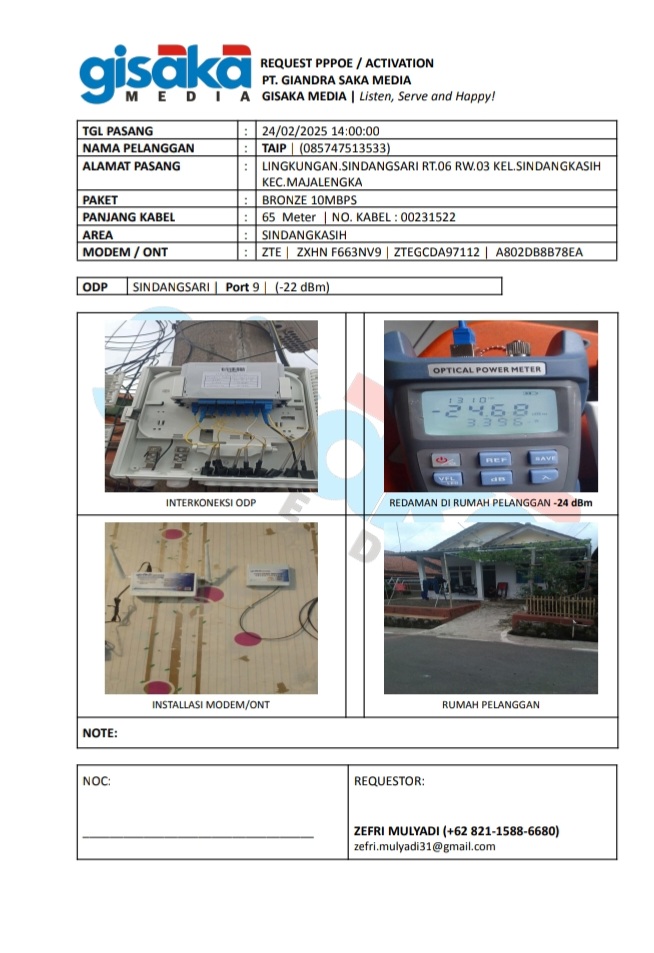 gisaka
MEDIA
REQUEST PPPOE / ACTIVATION
PT. GIANDRA SAKA MEDIA
GISAKA MEDIA | Listen, Serve and Happy!
TGL PASANG : 24/02/2025 14:00:00
NAMA PELANGGAN : TAIP | (085747513533)
ALAMAT PASANG : LINGKUNGAN.SINDANGSARI RT.06 RW.03 KEL.SINDANGKASIH
KEC.MAJALENGKA
PAKET : BRONZE 10MBPS
PANJANG KABEL : 65 Meter | NO. KABEL : 00231522
AREA : SINDANGKASIH
MODEM / ONT : ZTE | ZXHN F663NV9 | ZTEGCDA97112 | A802DB8B78EA
ODP SINDANGSARI | Port 9 | (-22 dBm)
OPTICAL POWER METER
1310
-24.68
3.396
REF
SAVE
VFL
dB
λ
INTERKONEKSI ODP
REDAMAN DI RUMAH PELANGGAN -24 dBm
INSTALLASI MODEM/ONT
RUMAH PELANGGAN
NOTE:
NOC:
REQUESTOR:
ZEFRI MULYADI (+62 821-1588-6680)
zefri.mulyadi31@gmail.com